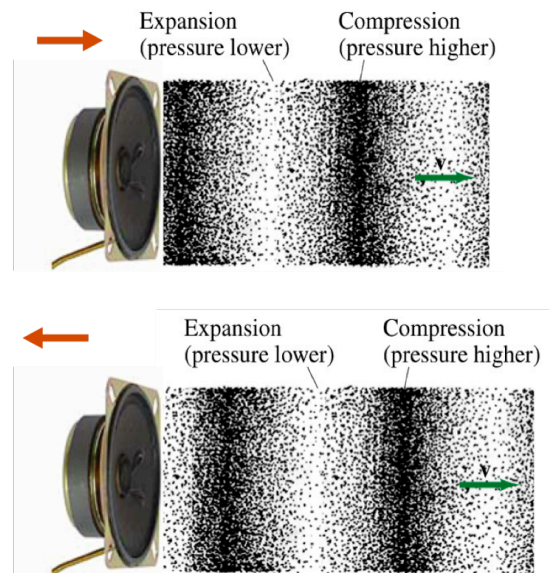 Expansion
(pressure lower)
Compression
(pressure higher)
v
Expansion
(pressure lower)
Compression
(pressure higher)
v